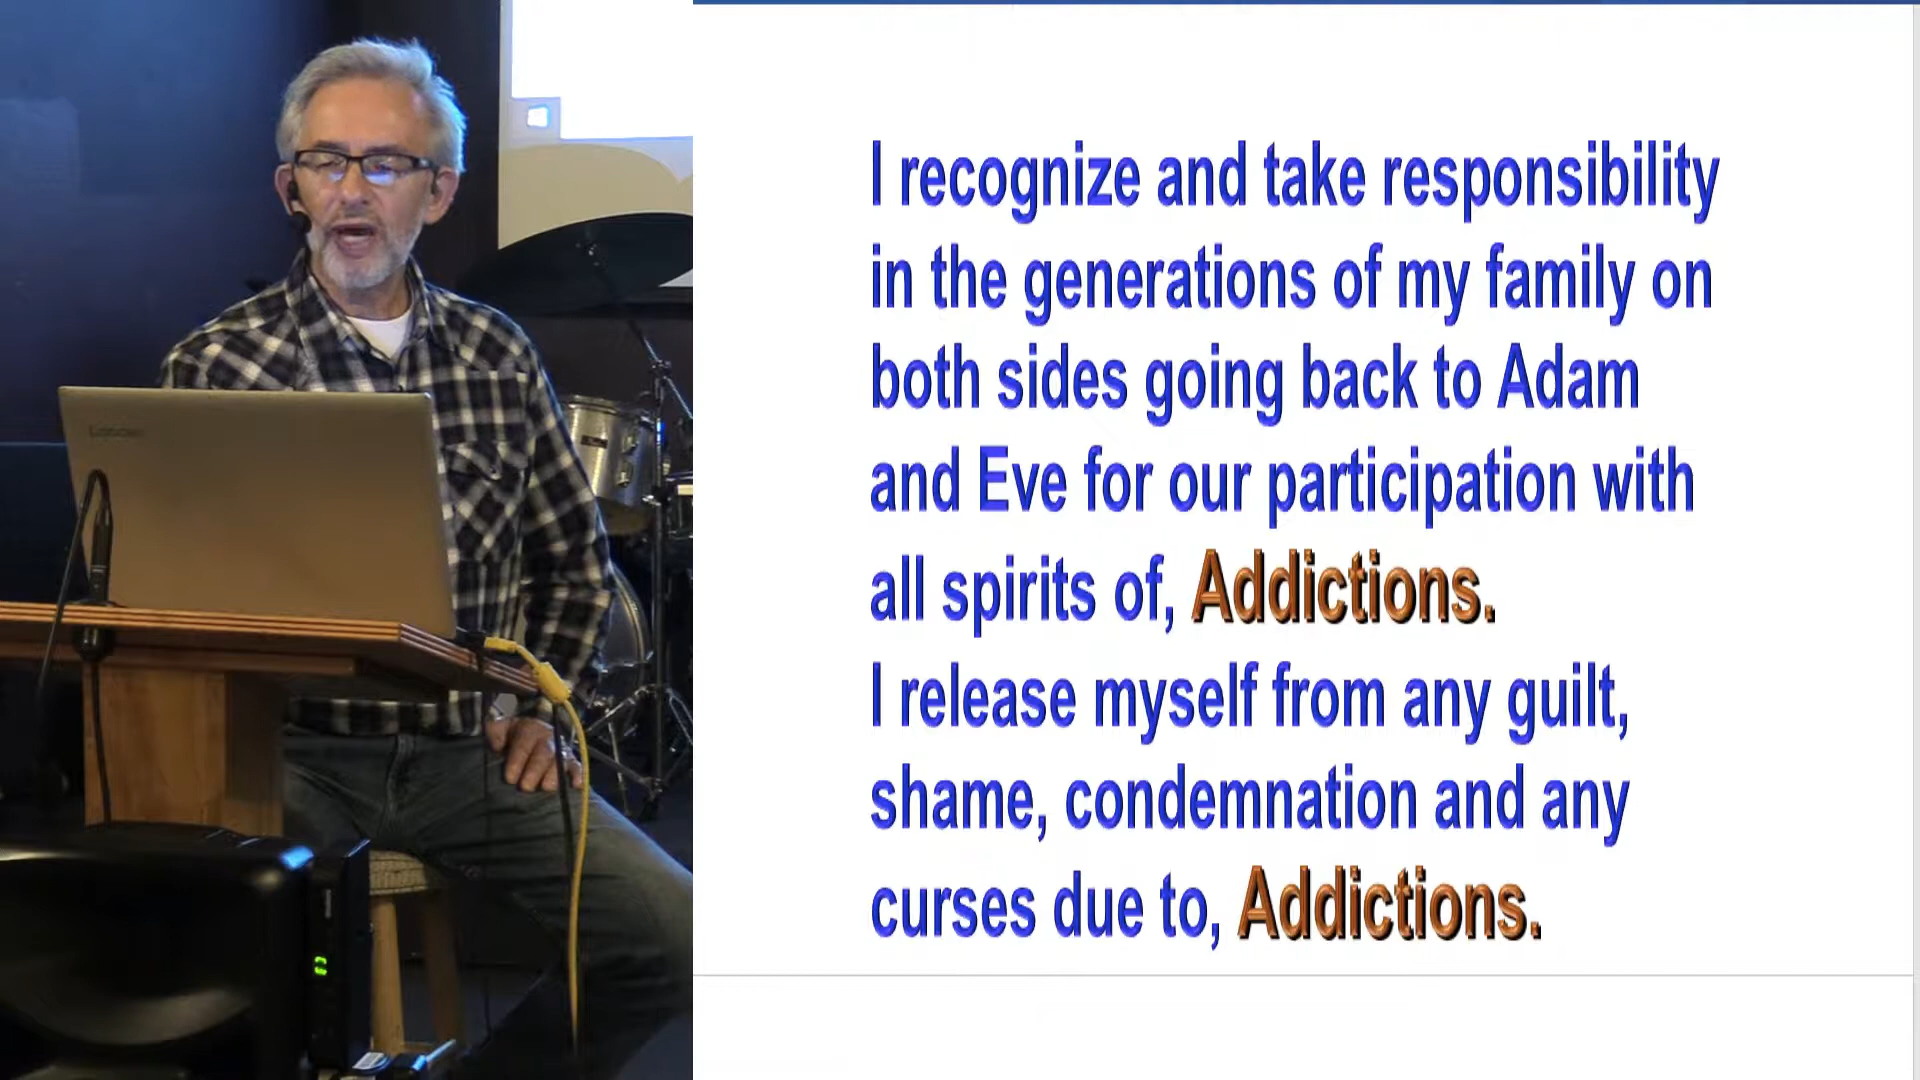 I recognize and take responsibility
in the generations of my family on
both sides going back to Adam
and Eve for our participation with
all spirits of, Addictions.
I release myself from any guilt,
shame, condemnation and any
curses due to, Addictions.
Lenovo